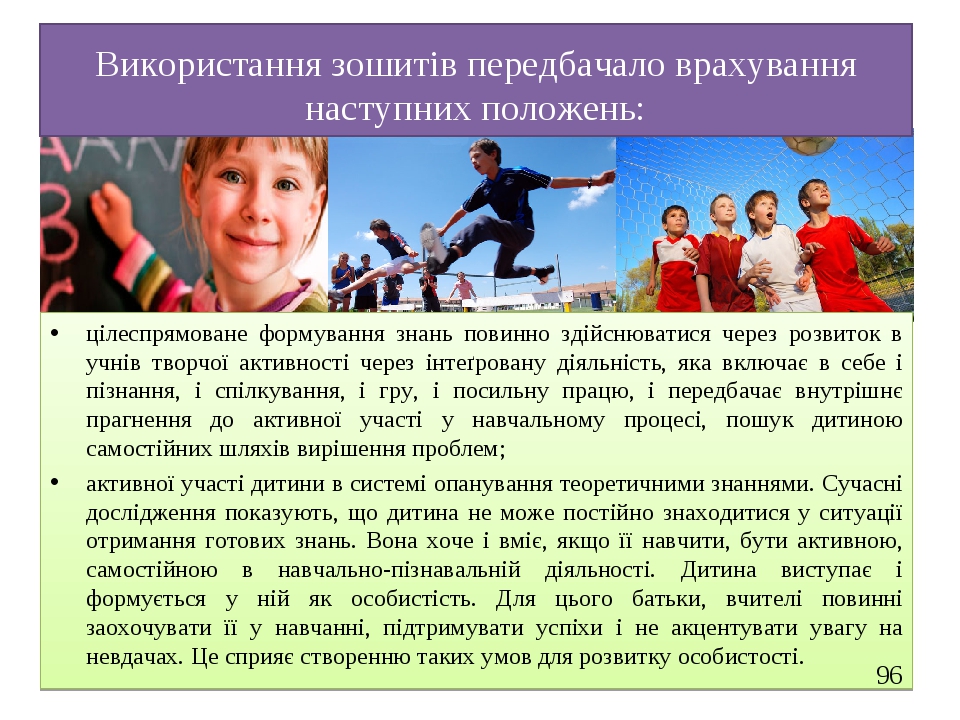 Використання зошитів передбачало врахування
наступних положень:
А
В
С
• цілеспрямоване формування знань повинно здійснюватися через розвиток в
учнів творчої активності через інтеґровану діяльність, яка включає в себе і
пізнання, і спілкування, і гру, і посильну працю, і передбачає внутрішнє
прагнення до активної участі у навчальному процесі, пошук дитиною
самостійних шляхів вирішення проблем;
• активної участі дитини в системі опанування теоретичними знаннями. Сучасні
дослідження показують, що дитина не може постійно знаходитися у ситуації
отримання готових знань. Вона хоче і вміє, якщо її навчити, бути активною,
самостійною в навчально-пізнавальній діяльності. Дитина виступає і
формується у ній як особистість. Для цього батьки, вчителі повинні
заохочувати її у навчанні, підтримувати успіхи і не акцентувати увагу на
невдачах. Це сприяє створенню таких умов для розвитку особистості.
96